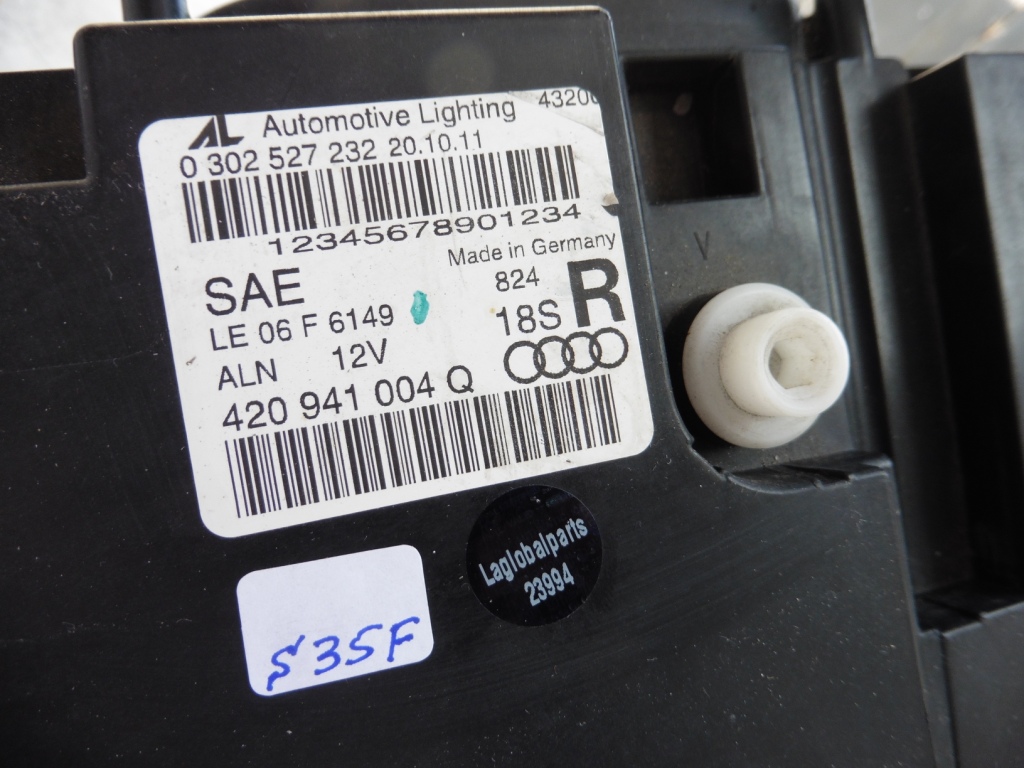 AL Automotive Lighting
0 302 527 232 20.10.11
12345678901234
Made in Germany
SAE
824
R
LE 06 F 6149
18S
ALN 12V
420 941 004 Q
Laglobalparts
23994
S35F
V